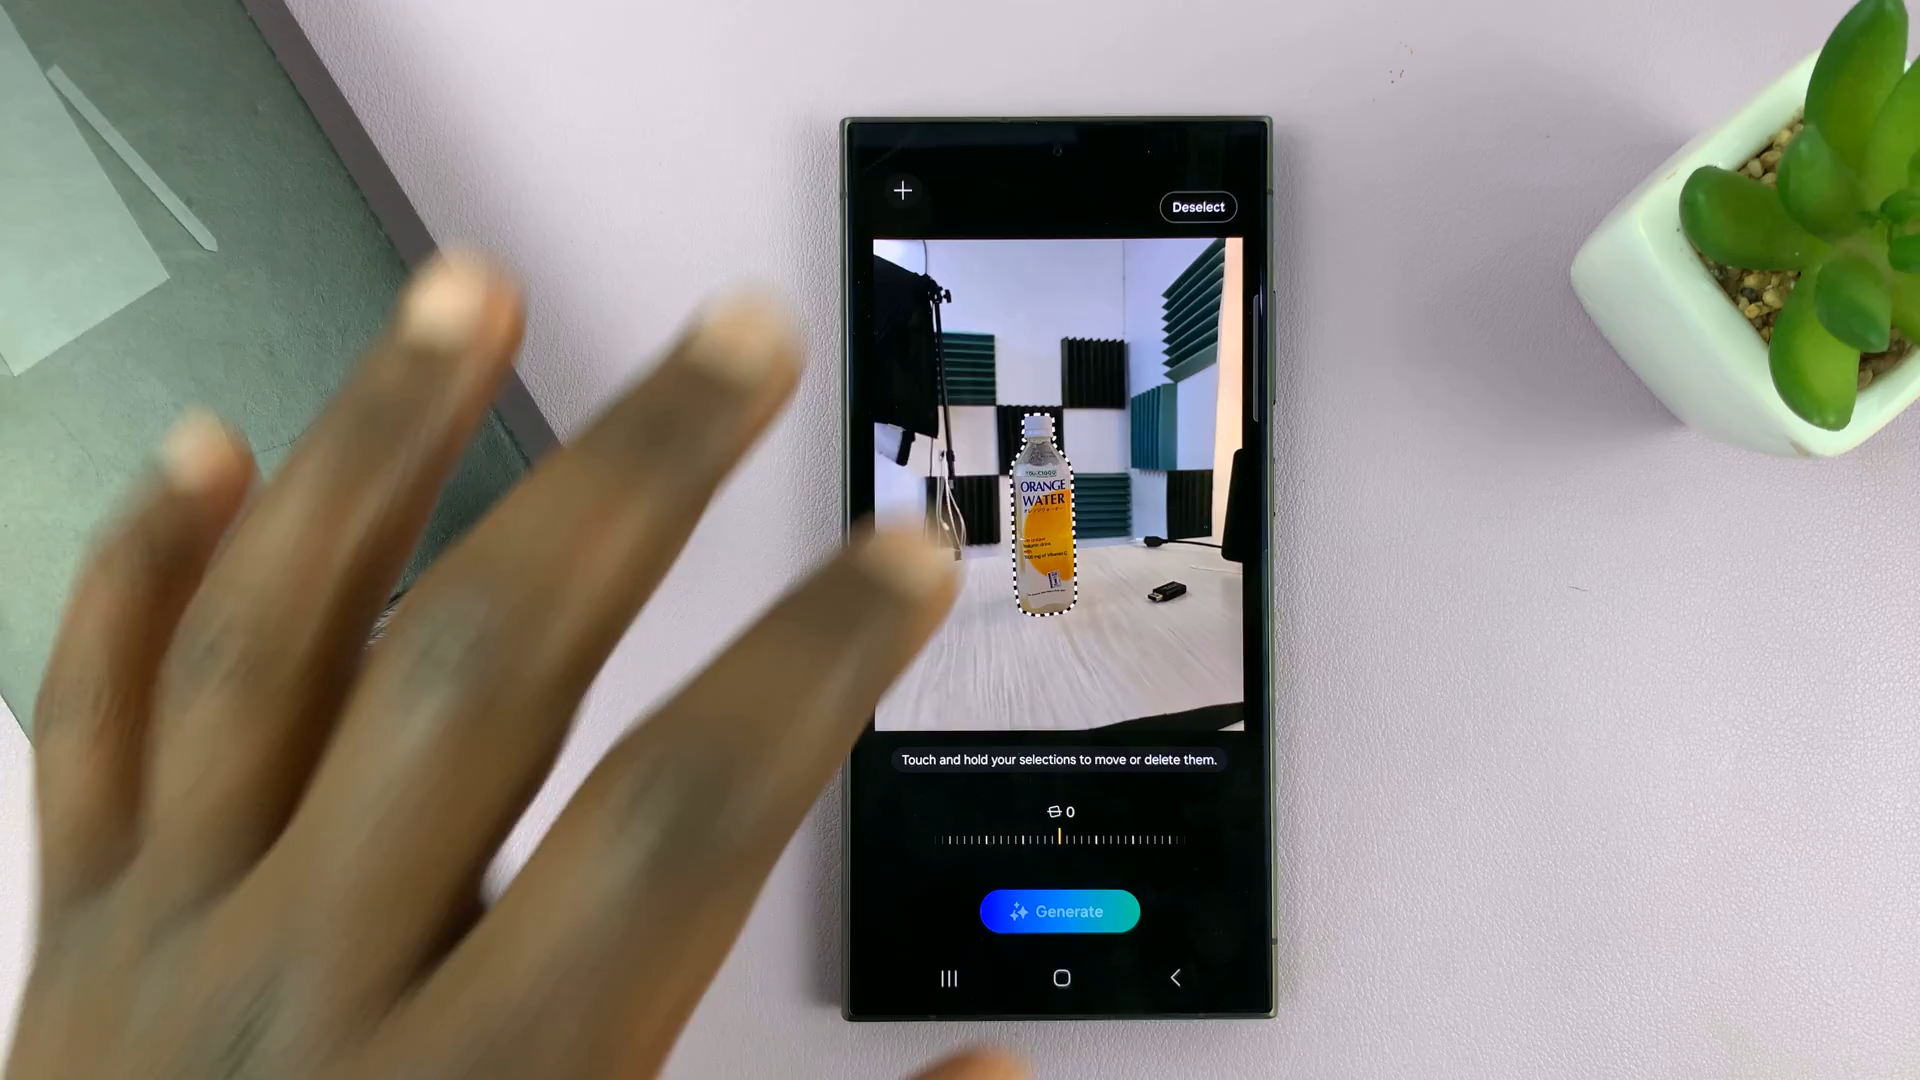 Deselect
ORANGE
WATER
Touch and hold your selections to move or delete them.
0
Generate